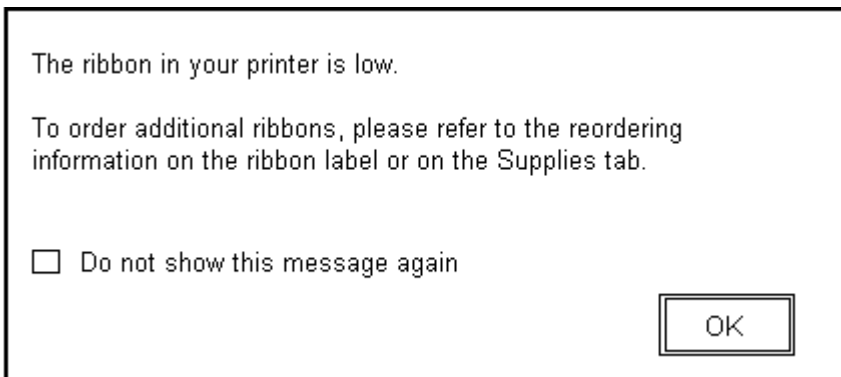 The ribbon in your printer is low.
To order additional ribbons, please refer to the reordering
information on the ribbon label or on the Supplies tab.
Do not show this message again
OK